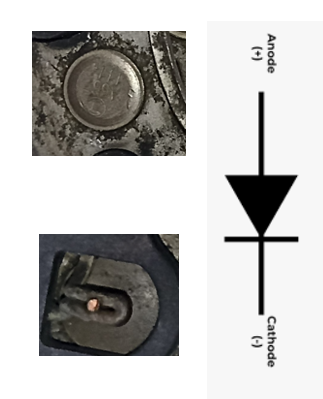 Anode
(+)
Cathode
(-)